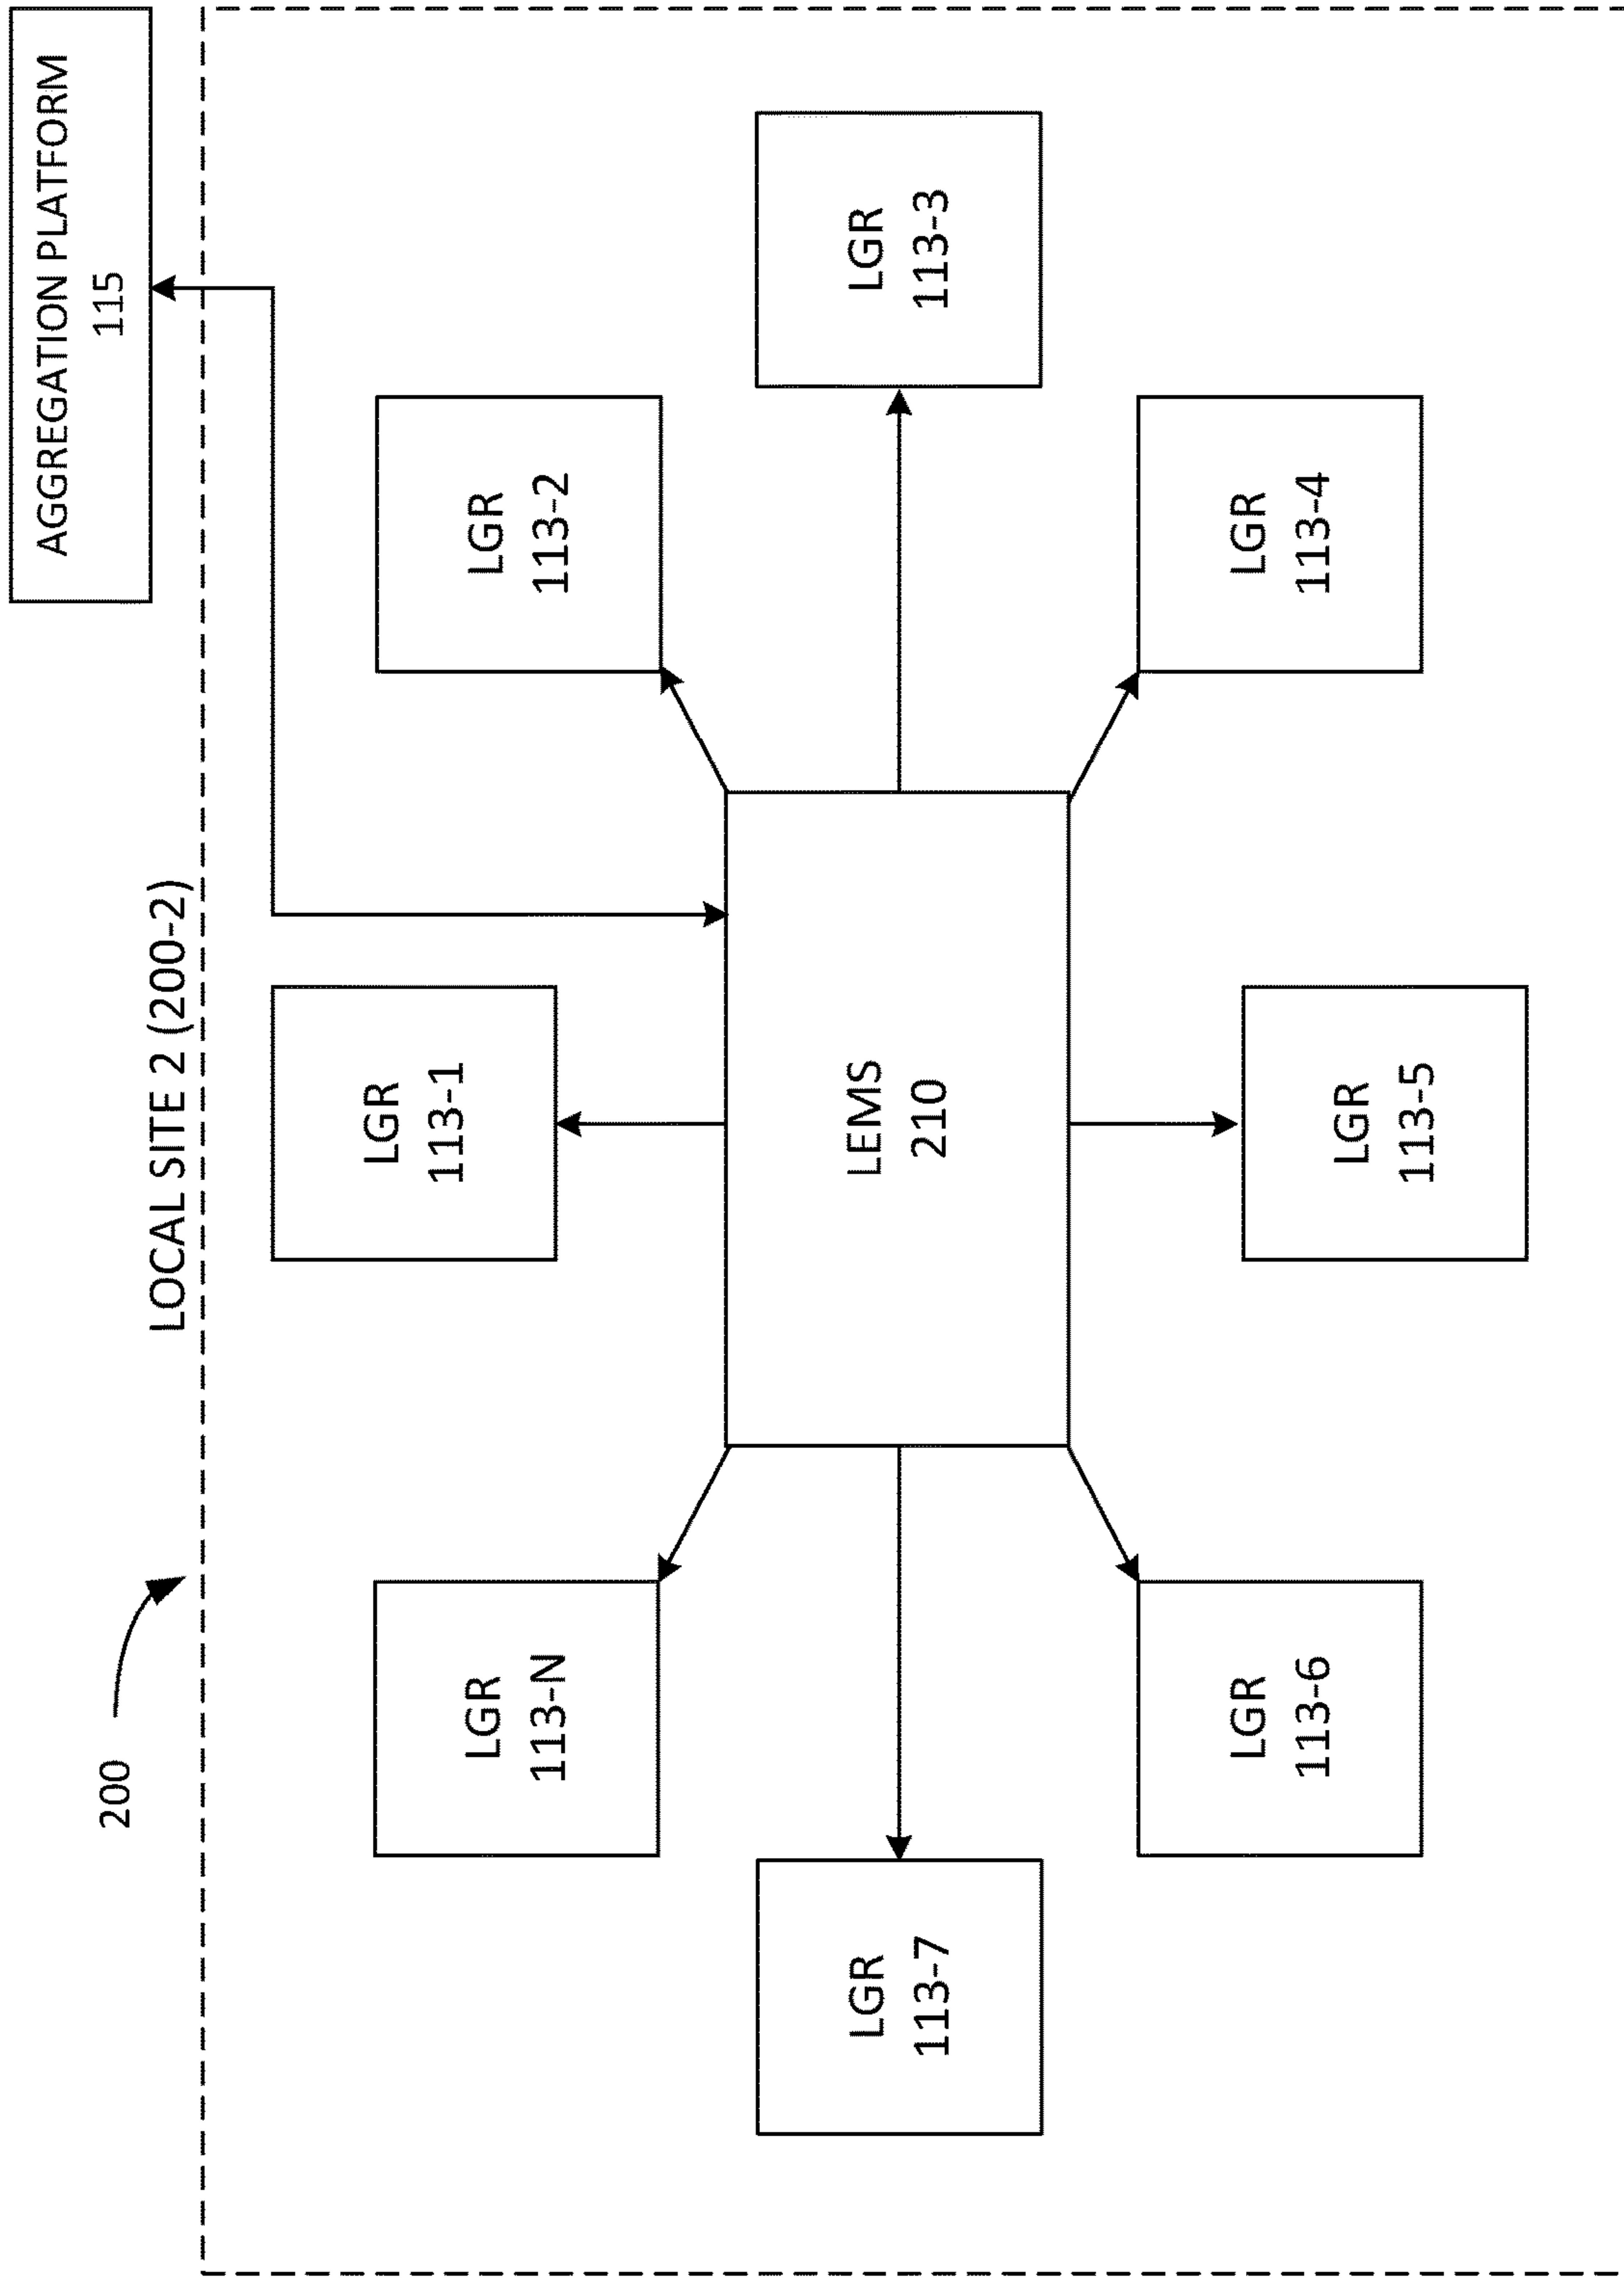 AGGREGATION PLATFORM
115
200
LOCAL SITE 2 (200-2)
LGR
113-1
LGR
113-N
LGR
113-2
LGR
113-7
LEMS
210
LGR
113-3
LGR
113-6
LGR
113-4
LGR
113-5